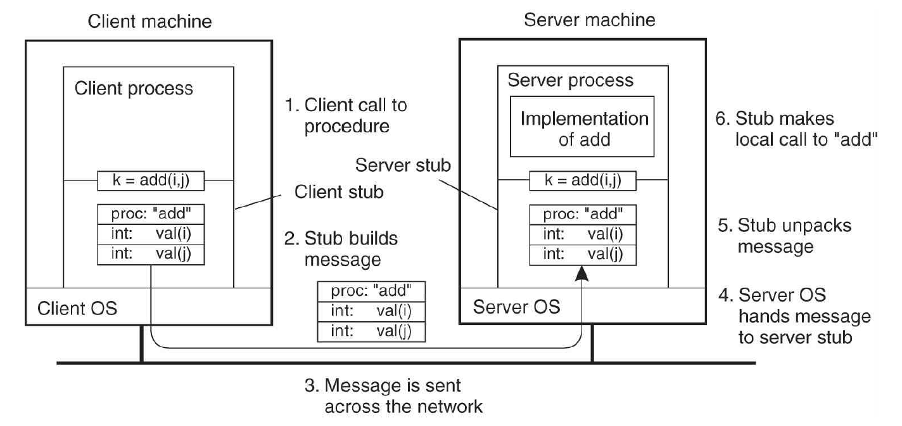 Client machine
Server machine
Client process
1. Client call to
procedure
k = add(i,j)
Client stub
proc: "add"
int: val(i)
int: val(j)
2. Stub builds
message
Client OS
proc: "add"
int: val(i)
int: val(j)
3. Message is sent
across the network
Server process
Implementation
of add
Server stub
k = add(i,j)
proc: "add"
int: val(i)
int: val(j)
Server OS
6. Stub makes
local call to "add"
5. Stub unpacks
message
4. Server OS
hands message
to server stub